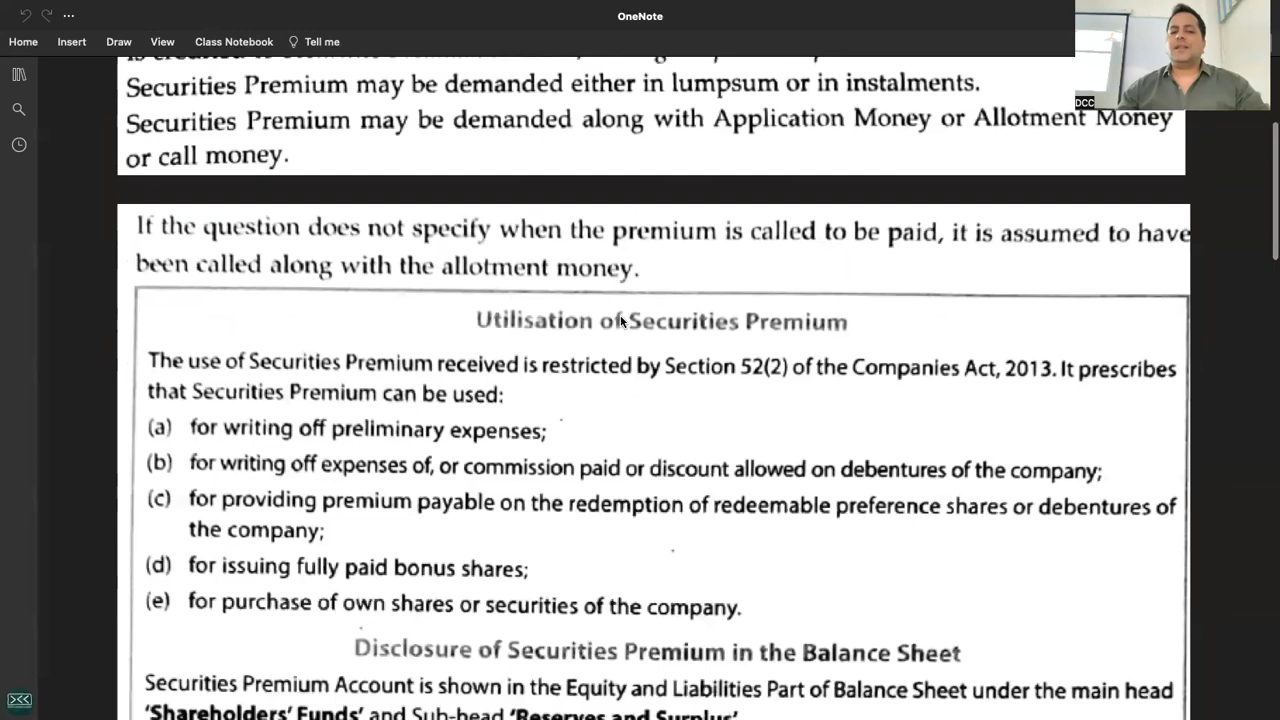 OneNote
Home Insert Draw View Class Notebook Tell me
DCC
Securities Premium may be demanded either in lumpsum or in instalments.
Securities Premium may be demanded along with Application Money or Allotment Money
or call money.
If the question does not specify when the premium is called to be paid, it is assumed to have
been called along with the allotment money.
Utilisation of Securities Premium
The use of Securities Premium received is restricted by Section 52(2) of the Companies Act, 2013. It prescribes
that Securities Premium can be used:
(a) for writing off preliminary expenses;
(b) for writing off expenses of, or commission paid or discount allowed on debentures of the company;
(c) for providing premium payable on the redemption of redeemable preference shares or debentures of
the company;
(d) for issuing fully paid bonus shares;
(e) for purchase of own shares or securities of the company.
Disclosure of Securities Premium in the Balance Sheet
Securities Premium Account is shown in the Equity and Liabilities Part of Balance Sheet under the main head
'Shareholders' Funds' and Sub-head 'Reserves and Surplus'